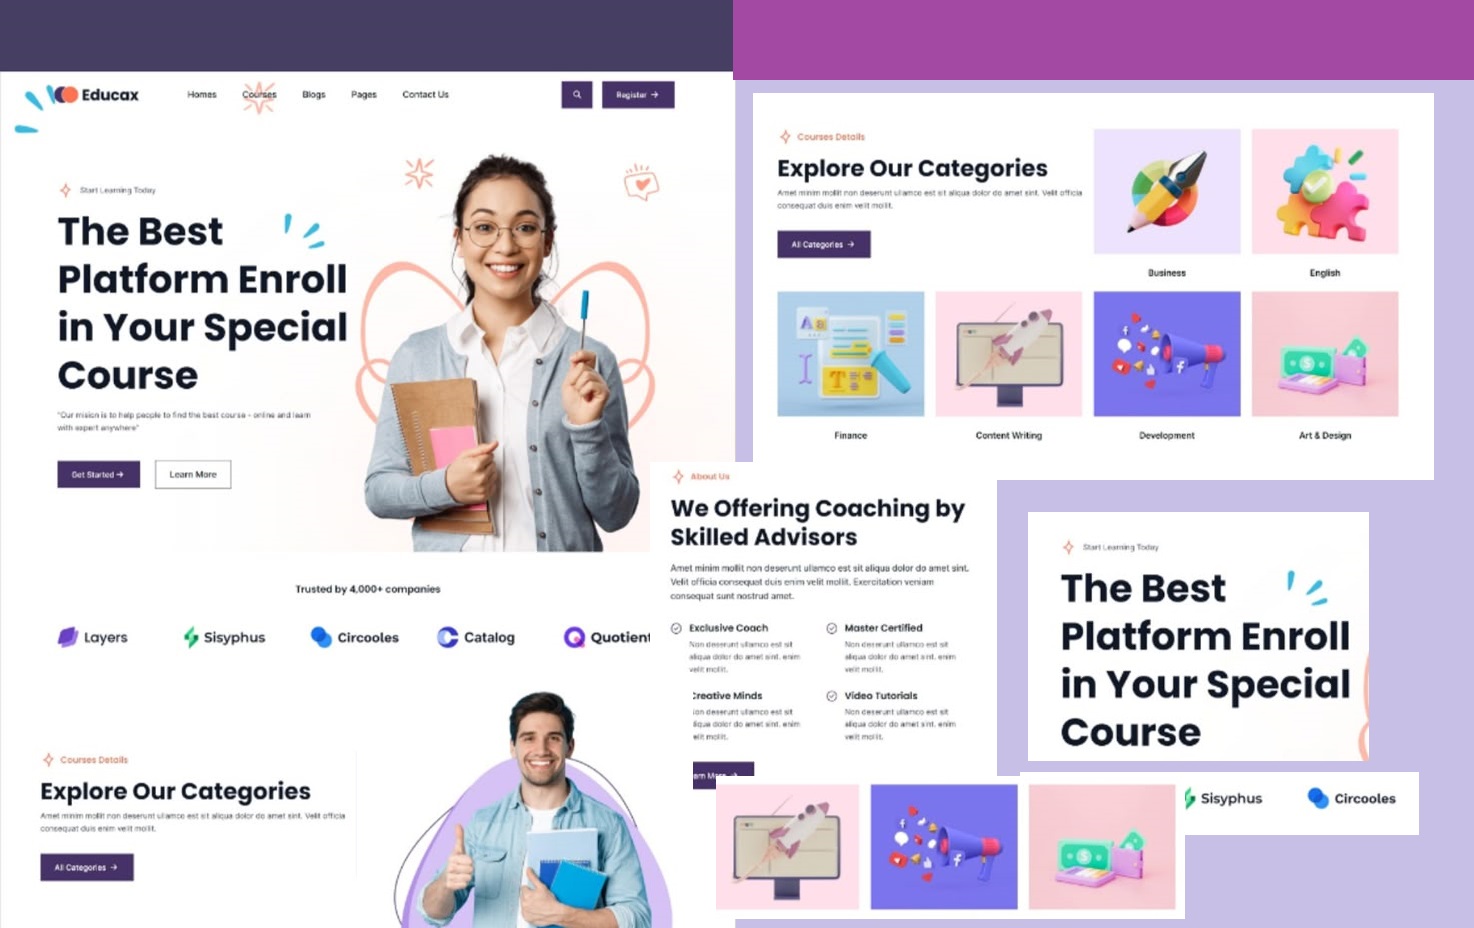 Educax
Homes
Courses
Blogs
Pages
Contact Us
Register →
Start Learning Today
The Best
Platform Enroll
in Your Special
Course
"Our mision is to help people to find the best course - online and learn
with expert anywhere"
Get Started →
Learn More
Trusted by 4,000+ companies
Layers
Sisyphus
Circooles
Catalog
Quotient
Courses Details
Explore Our Categories
Amet minim mollit non deserunt ullamco est sit aliqua dolor do amet sint. Velit officia
consequat duis enim velit mollit.
All Categories →
Courses Details
Explore Our Categories
Amet minim mollit non deserunt ullamco est sit aliqua dolor do amet sint. Velit officia
consequat duis enim velit mollit.
All Categories →
Business
English
Finance
Content Writing
Development
Art & Design
About Us
We Offering Coaching by
Skilled Advisors
Amet minim mollit non deserunt ullamco est sit aliqua dolor do amet sint.
Velit officia consequat duis enim velit mollit. Exercitation veniam
consequat sunt nostrud amet.
Exclusive Coach
Non deserunt ullamco est sit
aliqua dolor do amet sint. enim
velit mollit.
Master Certified
Non deserunt ullamco est sit
aliqua dolor do amet sint. enim
velit mollit.
Creative Minds
Non deserunt ullamco est sit
aliqua dolor do amet sint. enim
velit mollit.
Video Tutorials
Non deserunt ullamco est sit
aliqua dolor do amet sint. enim
velit mollit.
earn More →
Start Learning Today
The Best
Platform Enroll
in Your Special
Course
Sisyphus
Circooles